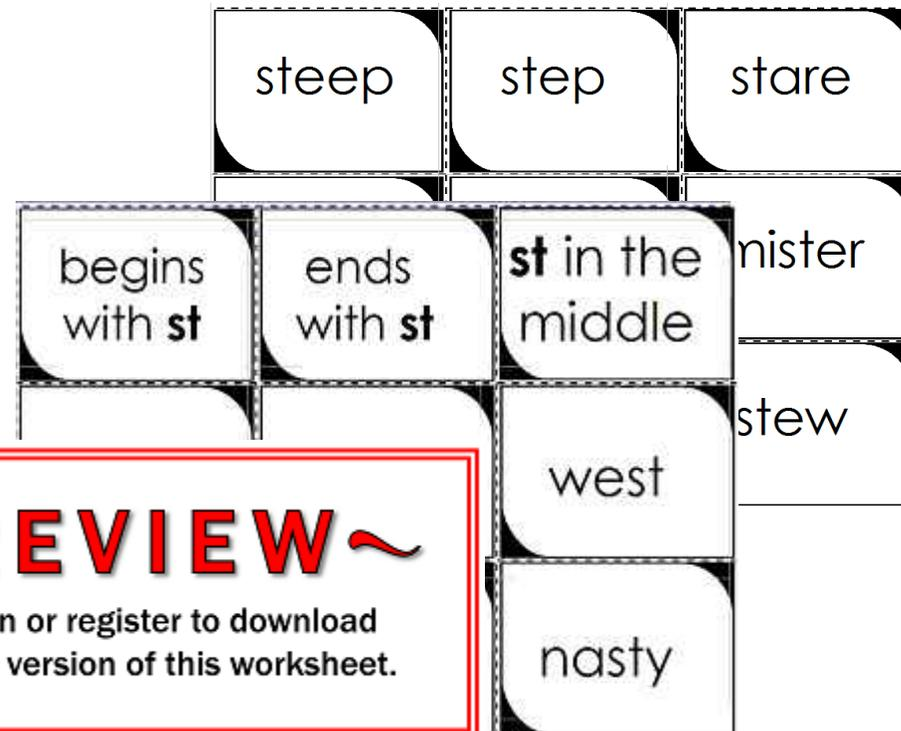 steep
step
stare
mister
begins
with st
ends
with st
st in the
middle
stew
west
EVIEW~
n or register to download
version of this worksheet.
nasty